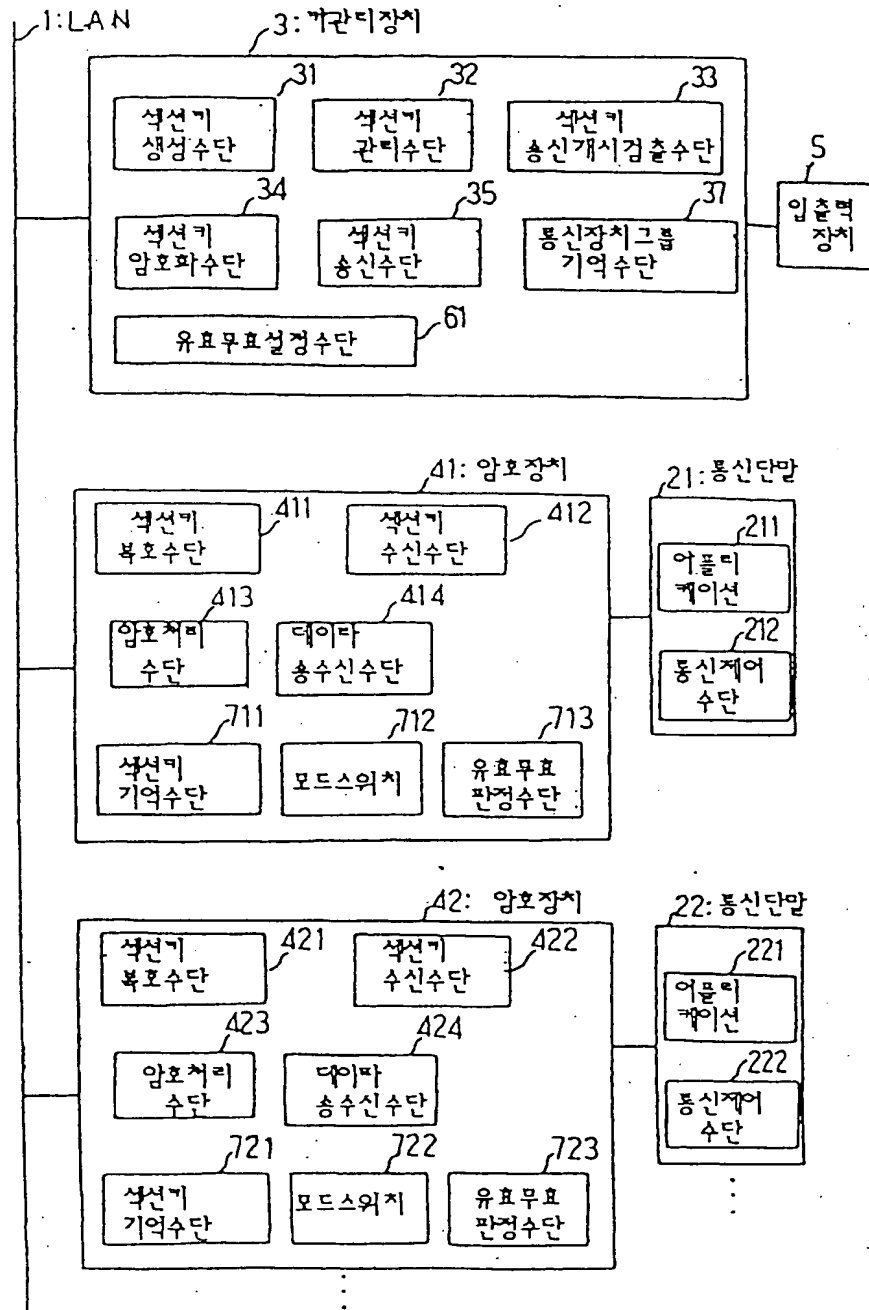 1:LAN
3: 키관리장치
31
32
33
섹션키
생성수단
섹션키
관리수단
섹션키
송신개시검출수단
34
35
37
섹션키
암호화수단
섹션키
송신수단
통신장치그룹
기억수단
61
유효무효설정수단
5
입출력
장치
41: 암호장치
411
412
섹션키
복호수단
섹션키
수신수단
413
414
암호처리
수단
데이타
송수신수단
711
712
713
섹션키
기억수단
모드스위치
유효무효
판정수단
21:통신단말
211
어플리
케이션
212
통신제어
수단
42: 암호장치
421
422
섹션키
복호수단
섹션키
수신수단
423
424
암호처리
수단
데이타
송수신수단
721
722
723
섹션키
기억수단
모드스위치
유효무효
판정수단
22:통신단말
221
어플리
케이션
222
통신제어
수단